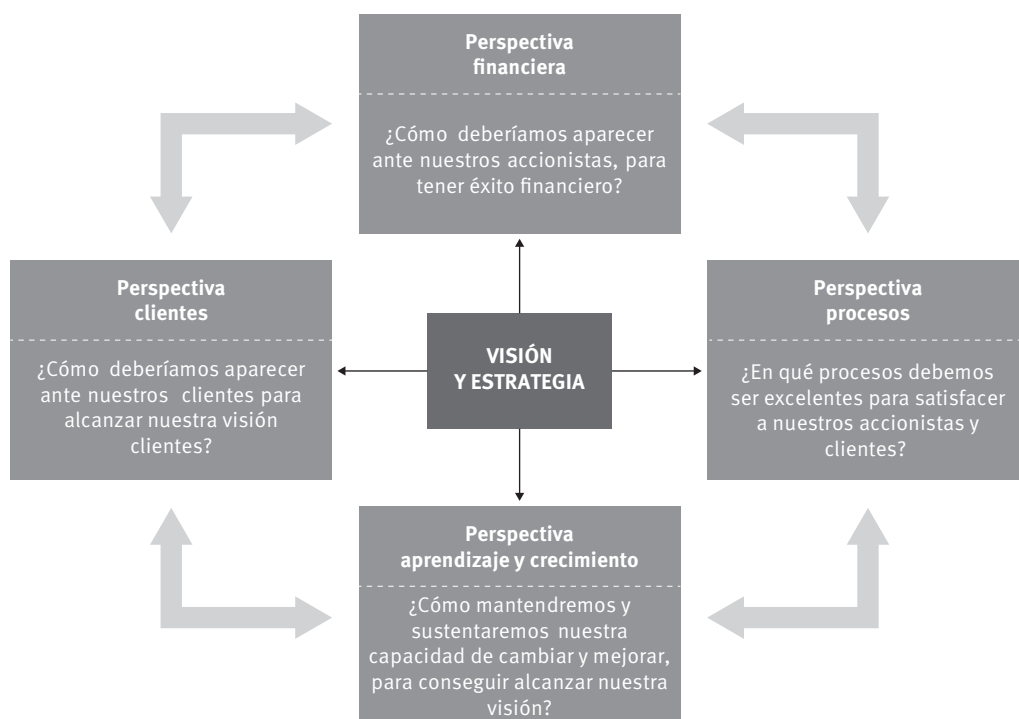 Perspectiva
financiera
¿Cómo deberíamos aparecer
ante nuestros accionistas, para
tener éxito financiero?
Perspectiva
clientes
¿Cómo deberíamos aparecer
ante nuestros clientes para
alcanzar nuestra visión
clientes?
VISIÓN
Y ESTRATEGIA
Perspectiva
procesos
¿En qué procesos debemos
ser excelentes para satisfacer
a nuestros accionistas y
clientes?
Perspectiva
aprendizaje y crecimiento
¿Cómo mantendremos y
sustentaremos nuestra
capacidad de cambiar y mejorar,
para conseguir alcanzar nuestra
visión?